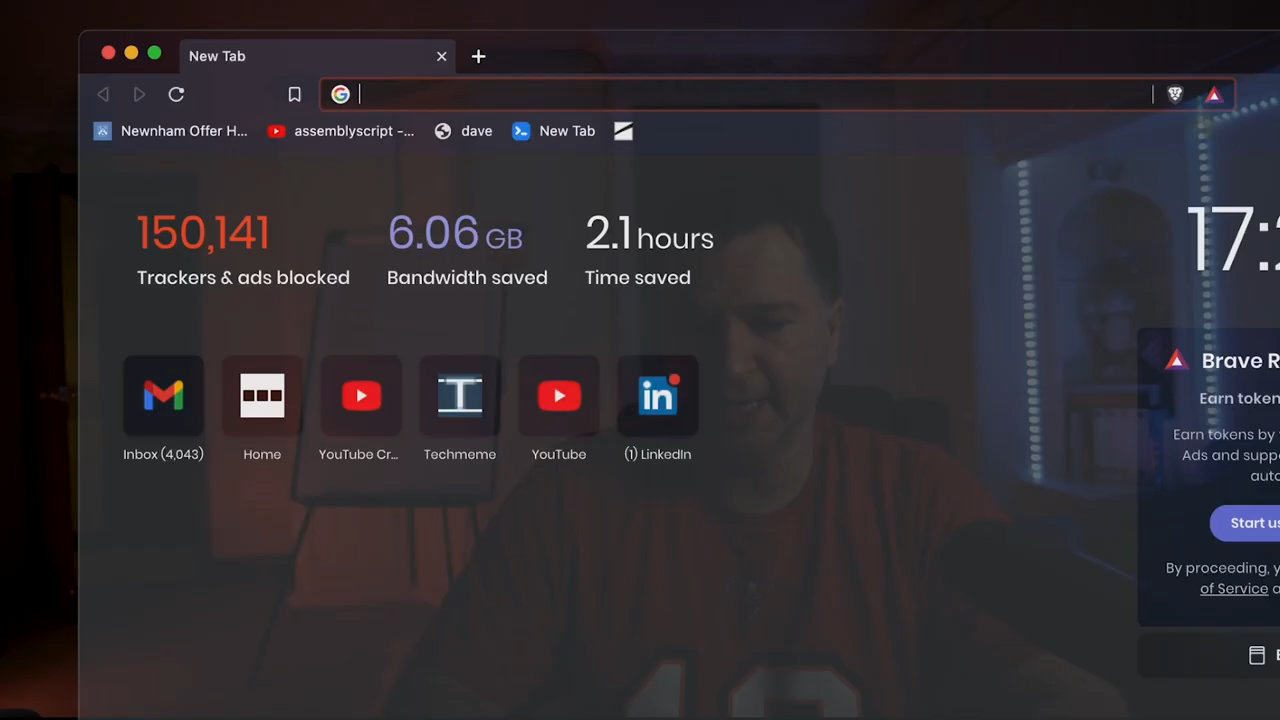 New Tab
Newnham Offer H...
assemblyscript -...
dave
New Tab
150,141
6.06 GB
2.1 hours
17:
Trackers & ads blocked
Bandwidth saved
Time saved
Brave R
Earn token
Earn tokens by
Ads and supp
auto
Inbox (4,043)
Home
YouTube Cr...
Techmeme
YouTube
(1) LinkedIn
Start us
By proceeding, y
of Service a